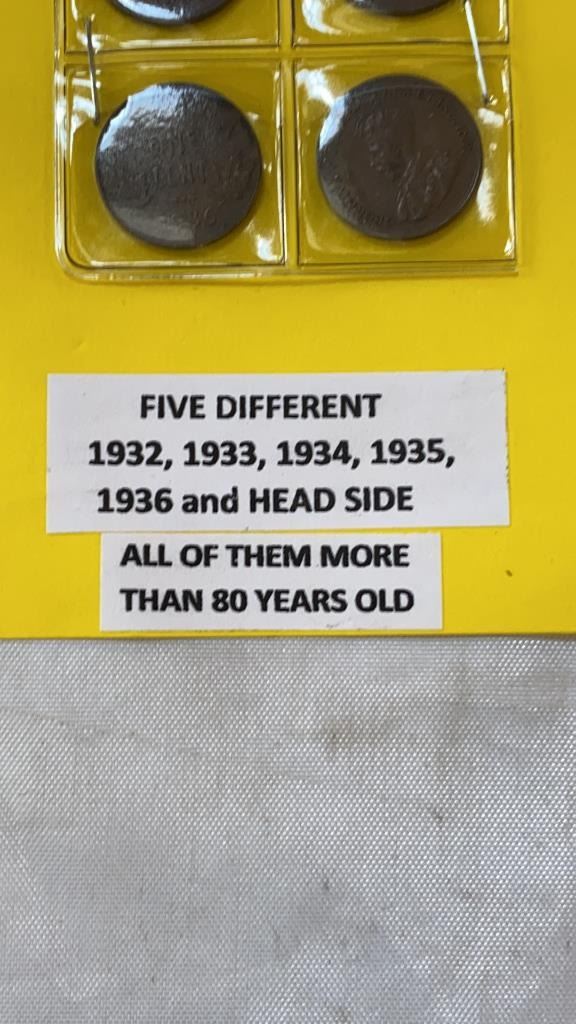 FIVE DIFFERENT
1932, 1933, 1934, 1935,
1936 and HEAD SIDE
ALL OF THEM MORE
THAN 80 YEARS OLD